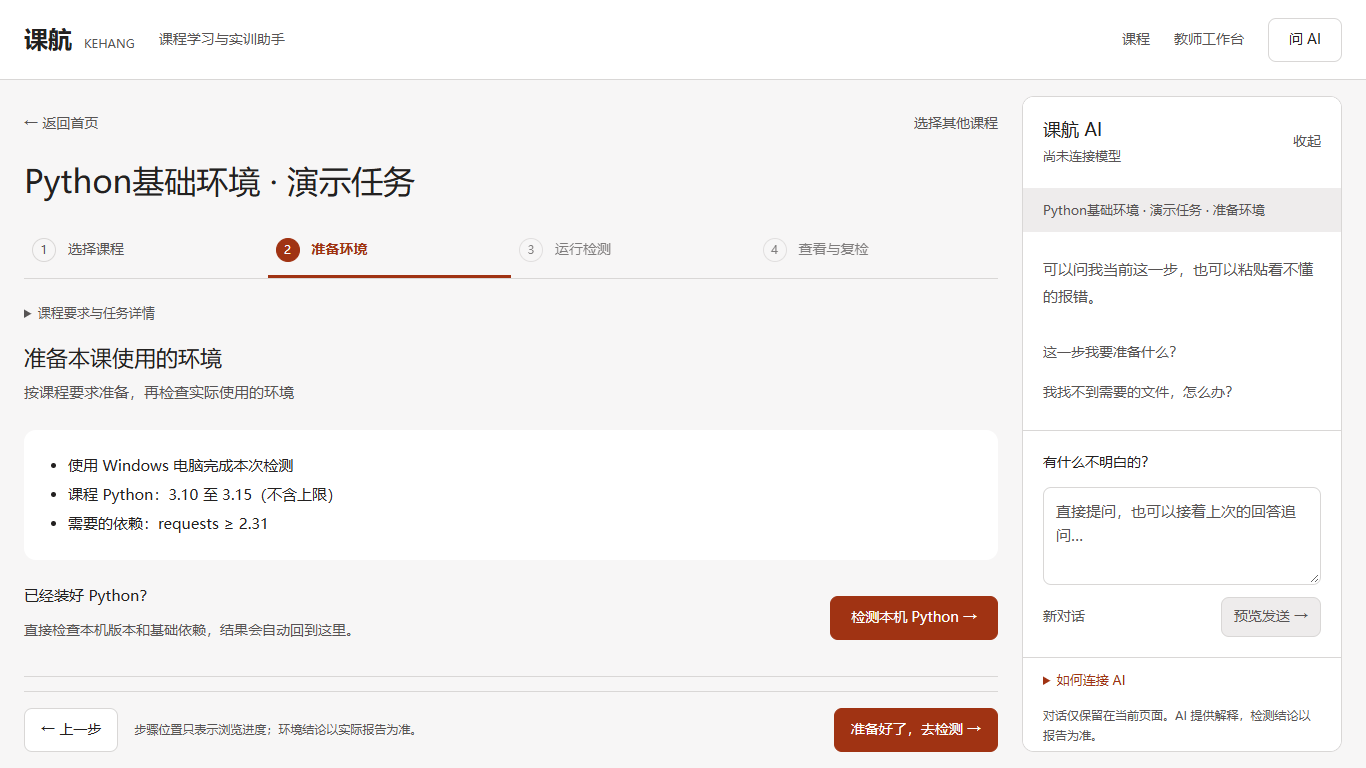 课航 KEHANG 课程学习与实训助手 课程 教师工作台 问 AI
← 返回首页 选择其他课程
Python基础环境 · 演示任务
1 选择课程 2 准备环境 3 运行检测 4 查看与复检
▶ 课程要求与任务详情
准备本课使用的环境
按课程要求准备，再检查实际使用的环境
• 使用 Windows 电脑完成本次检测
• 课程 Python：3.10 至 3.15（不含上限）
• 需要的依赖：requests ≥ 2.31
已经装好 Python？
直接检查本机版本和基础依赖，结果会自动回到这里。
检测本机 Python →
← 上一步 步骤位置只表示浏览进度；环境结论以实际报告为准。 准备好了，去检测 →
课航 AI
尚未连接模型
收起
Python基础环境 · 演示任务 · 准备环境
可以问我当前这一步，也可以粘贴看不懂
的报错。
这一步我要准备什么？
我找不到需要的文件，怎么办？
有什么不明白的？
直接提问，也可以接着上次的回答追
问...
新对话 预览发送 →
▶ 如何连接 AI
对话仅保留在当前页面。AI 提供解释，检测结论以
报告为准。